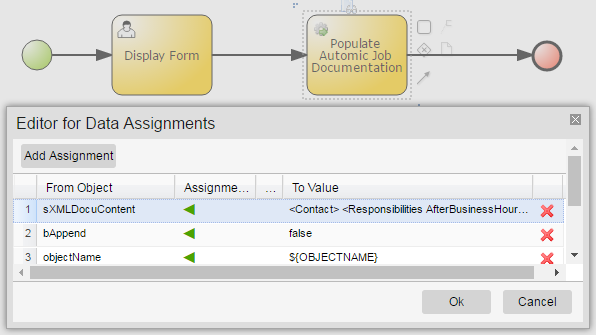 Display Form
Populate
Automic Job
Documentation
Editor for Data Assignments
Add Assignment
From Object Assignme... ... To Value
1 sXMLDocuContent <Contact> <Responsibilities AfterBusinessHour...
2 bAppend false
3 objectName ${OBJECTNAME}
Ok Cancel